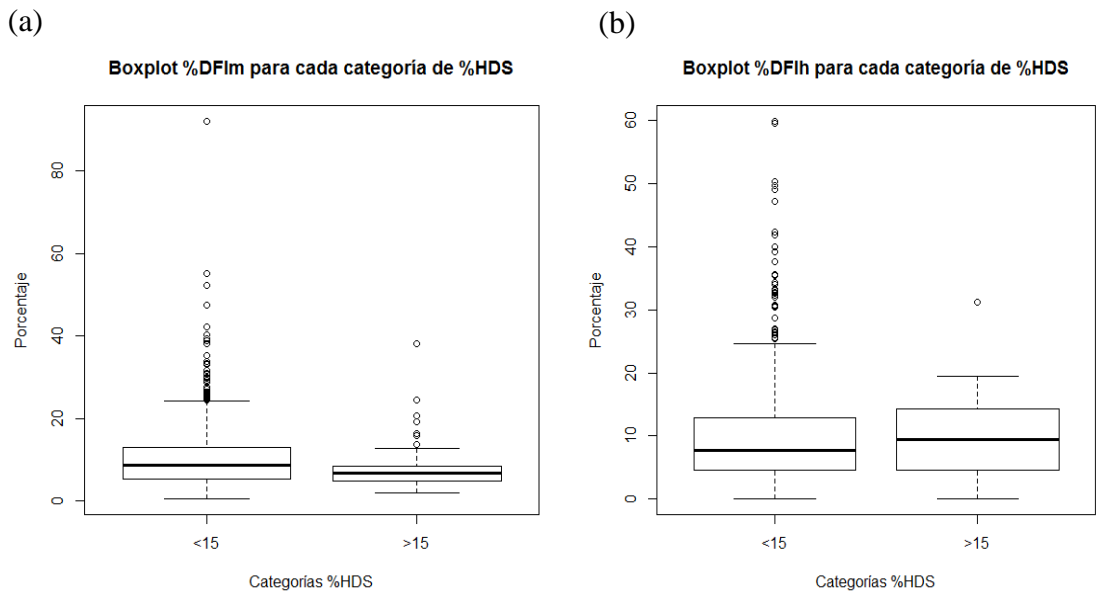 (a)
Boxplot %DFIm para cada categoría de %HDS
Porcentaje
80
60
40
20
0
<15
>15
Categorías %HDS
(b)
Boxplot %DFIh para cada categoría de %HDS
Porcentaje
60
50
40
30
20
10
0
<15
>15
Categorías %HDS